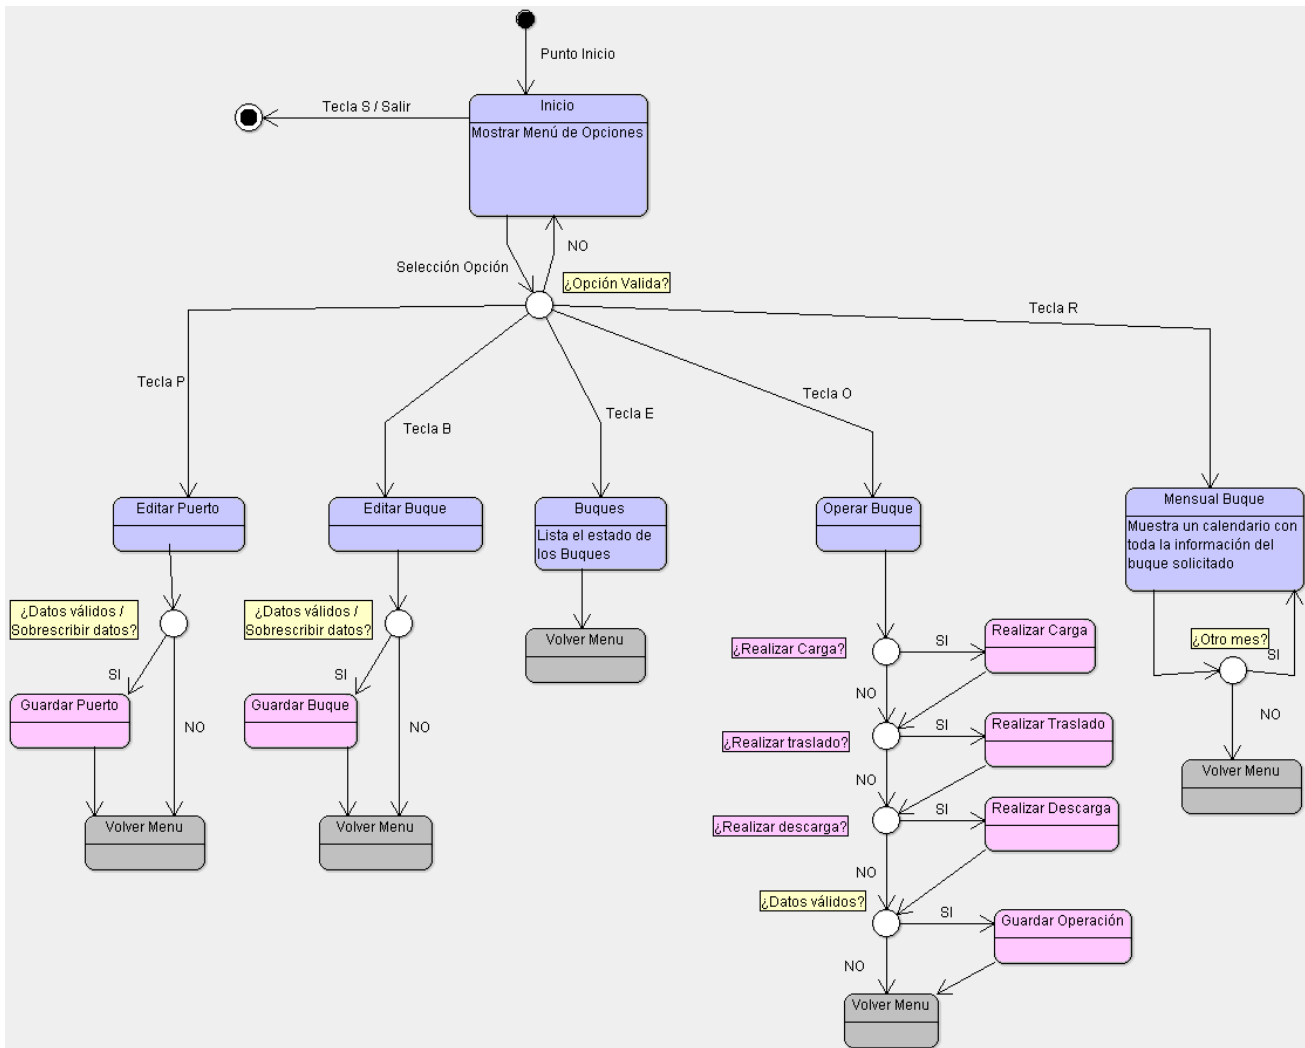 Punto Inicio
Tecla S / Salir
Inicio
Mostrar Menú de Opciones
NO
Selección Opción
¿Opción Valida?
Tecla R
Tecla P
Tecla O
Tecla E
Tecla B
Mensual Buque
Muestra un calendario con
toda la información del
buque solicitado
Editar Puerto
Editar Buque
Buques
Lista el estado de
los Buques
Operar Buque
¿Datos válidos /
Sobrescribir datos?
¿Datos válidos /
Sobrescribir datos?
Volver Menu
¿Realizar Carga?
SI
Realizar Carga
¿Otro mes?
SI
SI
SI
NO
NO
Guardar Puerto
NO
Guardar Buque
NO
¿Realizar traslado?
SI
Realizar Traslado
Volver Menu
NO
Volver Menu
Volver Menu
¿Realizar descarga?
SI
Realizar Descarga
NO
¿Datos válidos?
SI
Guardar Operación
NO
Volver Menu